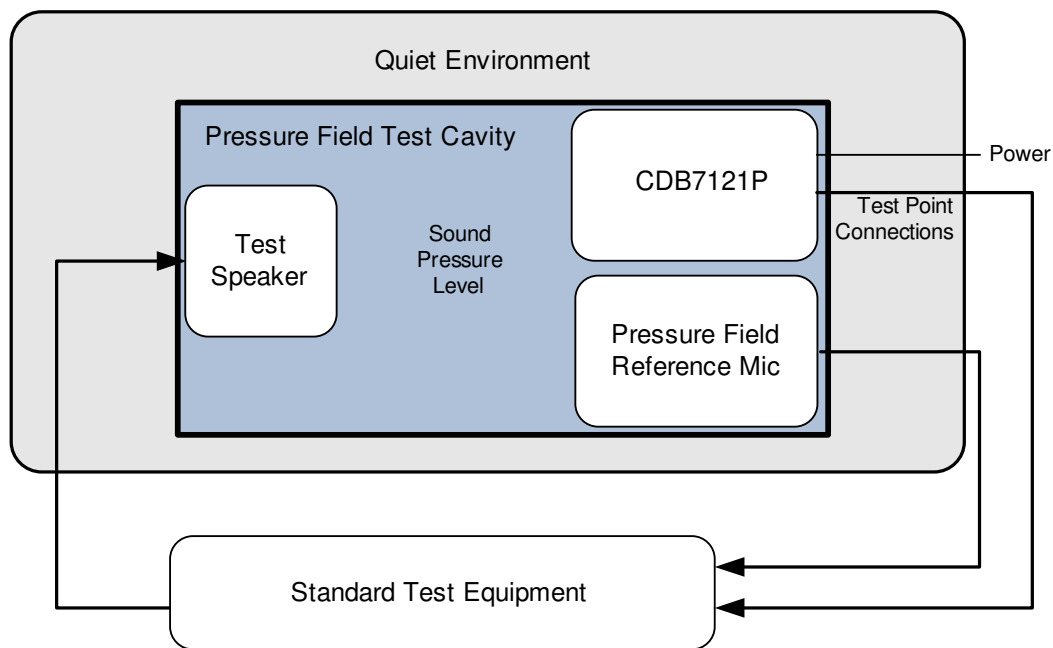 Quiet Environment
Pressure Field Test Cavity
CDB7121P
Power
Test Point
Connections
Test
Speaker
Sound
Pressure
Level
Pressure Field
Reference Mic
Standard Test Equipment